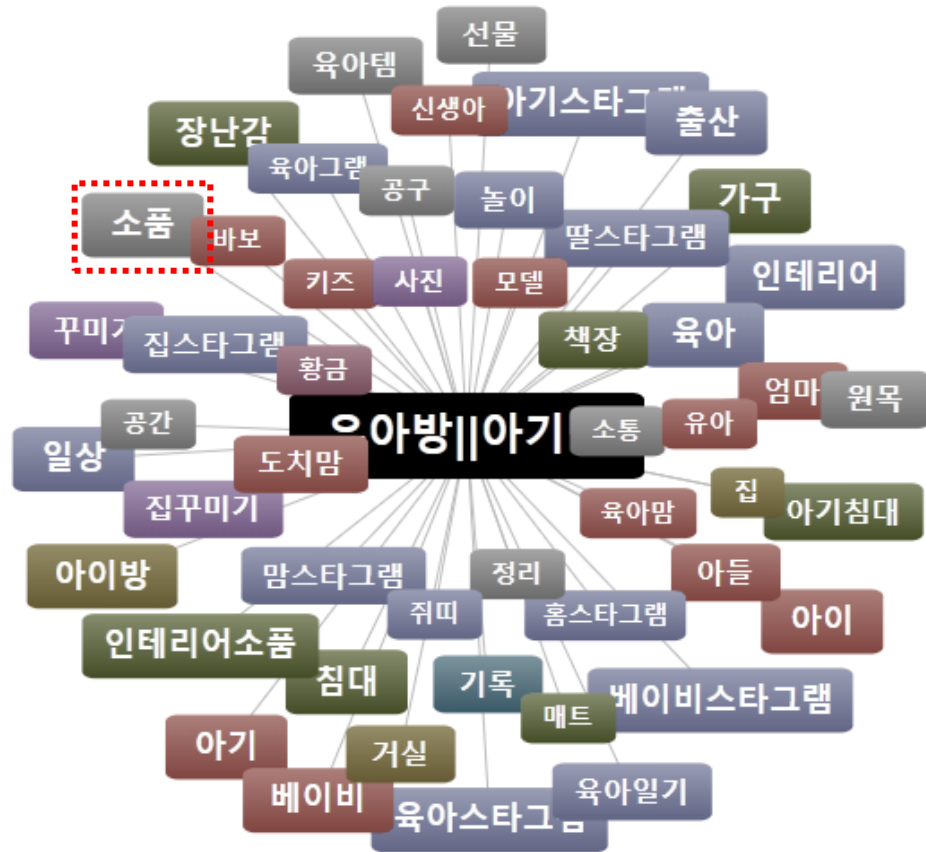 선물
육아템
아기스타그램
신생아
출산
장난감
육아그램
공구
놀이
가구
소품
바보
딸스타그램
키즈
사진
모델
인테리어
꾸미기
집스타그램
황금
책장
육아
엄마
원목
공간
소통
유아
일상
도치맘
집
집꾸미기
육아맘
아기침대
아이방
맘스타그램
정리
아들
쥐띠
홈스타그램
아이
인테리어소품
침대
기록
매트
베이비스타그램
아기
거실
베이비
육아스타그램
육아일기